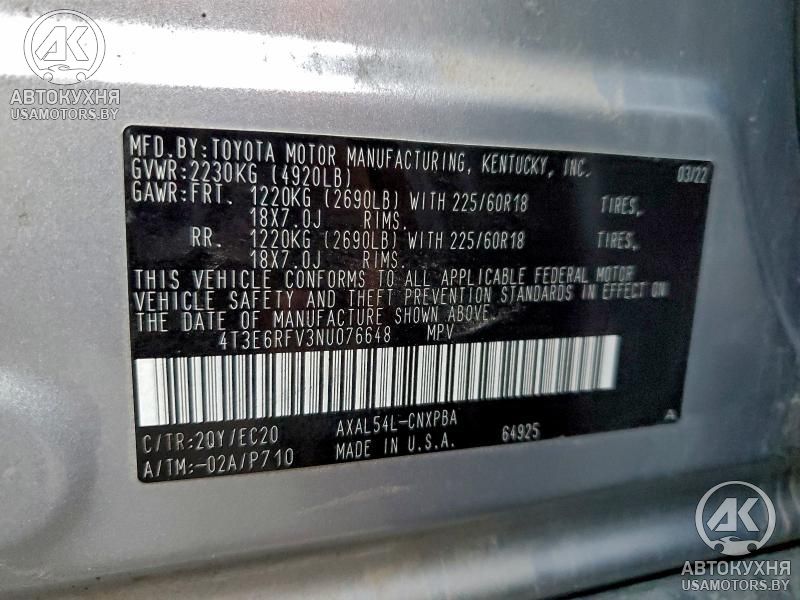 AK
АВТОКУХНЯ
USAMOTORS.BY
MFD.BY:TOYOTA MOTOR MANUFACTURING, KENTUCKY, INC. 03/22
GVWR:2230KG (4920LB)
GAWR:FRT. 1220KG (2690LB) WITH 225/60R18 TIRES,
18X7.0J RIMS.
RR. 1220KG (2690LB) WITH 225/60R18 TIRES,
18X7.0J RIMS.
THIS VEHICLE CONFORMS TO ALL APPLICABLE FEDERAL MOTOR
VEHICLE SAFETY AND THEFT PREVENTION STANDARDS IN EFFECT ON
THE DATE OF MANUFACTURE SHOWN ABOVE.
4T3E6RFV3NU076648 MPV
C/TR:2QY/EC20 AXAL54L-CNXPBA A
A/TM:-02A/P710 MADE IN U.S.A. 64925
AK
АВТОКУХНЯ
USAMOTORS.BY